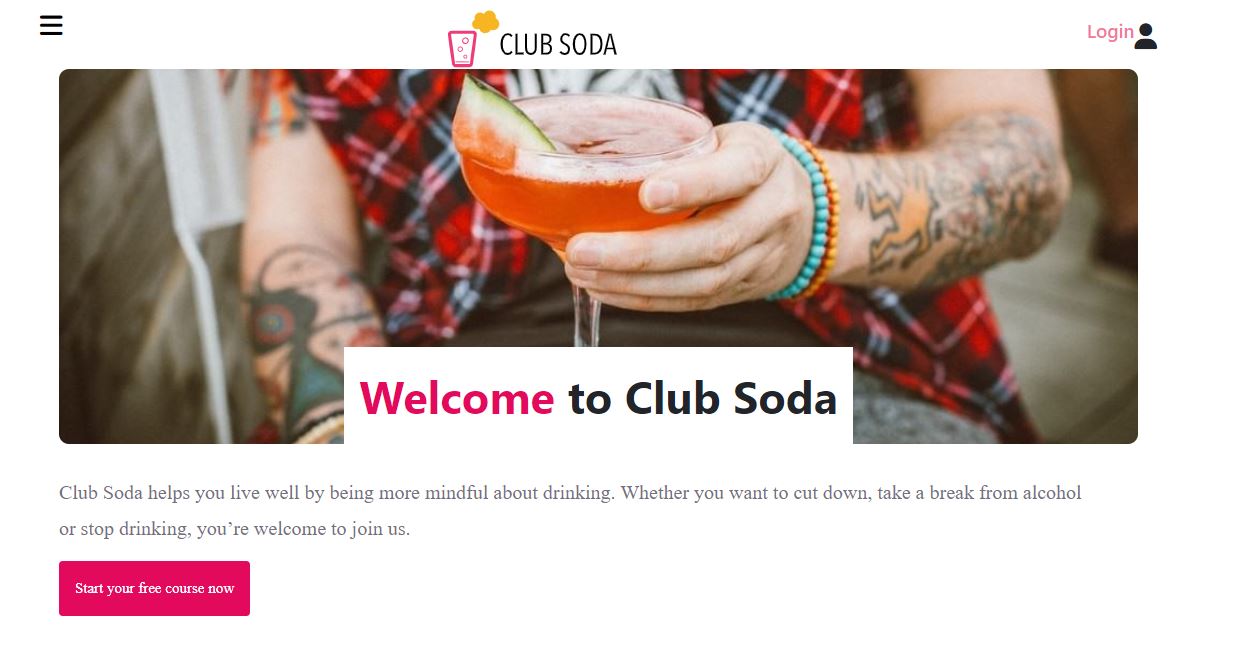 CLUB SODA
Login
Welcome to Club Soda
Club Soda helps you live well by being more mindful about drinking. Whether you want to cut down, take a break from alcohol
or stop drinking, you’re welcome to join us.
Start your free course now